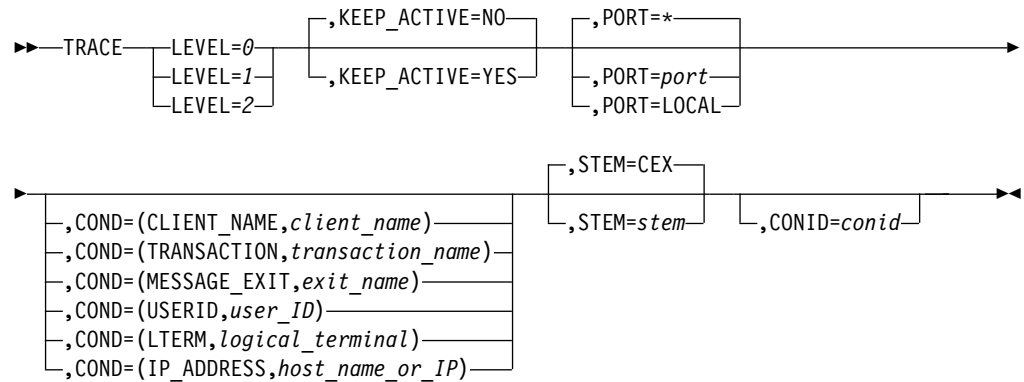 ,KEEP_ACTIVE=NO ,PORT=*
TRACE LEVEL=0
LEVEL=1 ,KEEP_ACTIVE=YES ,PORT=port
LEVEL=2 ,PORT=LOCAL
,STEM=CEX
,COND=(CLIENT_NAME,client_name) ,STEM=stem ,CONID=conid
,COND=(TRANSACTION,transaction_name)
,COND=(MESSAGE_EXIT,exit_name)
,COND=(USERID,user_ID)
,COND=(LTERM,logical_terminal)
,COND=(IP_ADDRESS,host_name_or_IP)